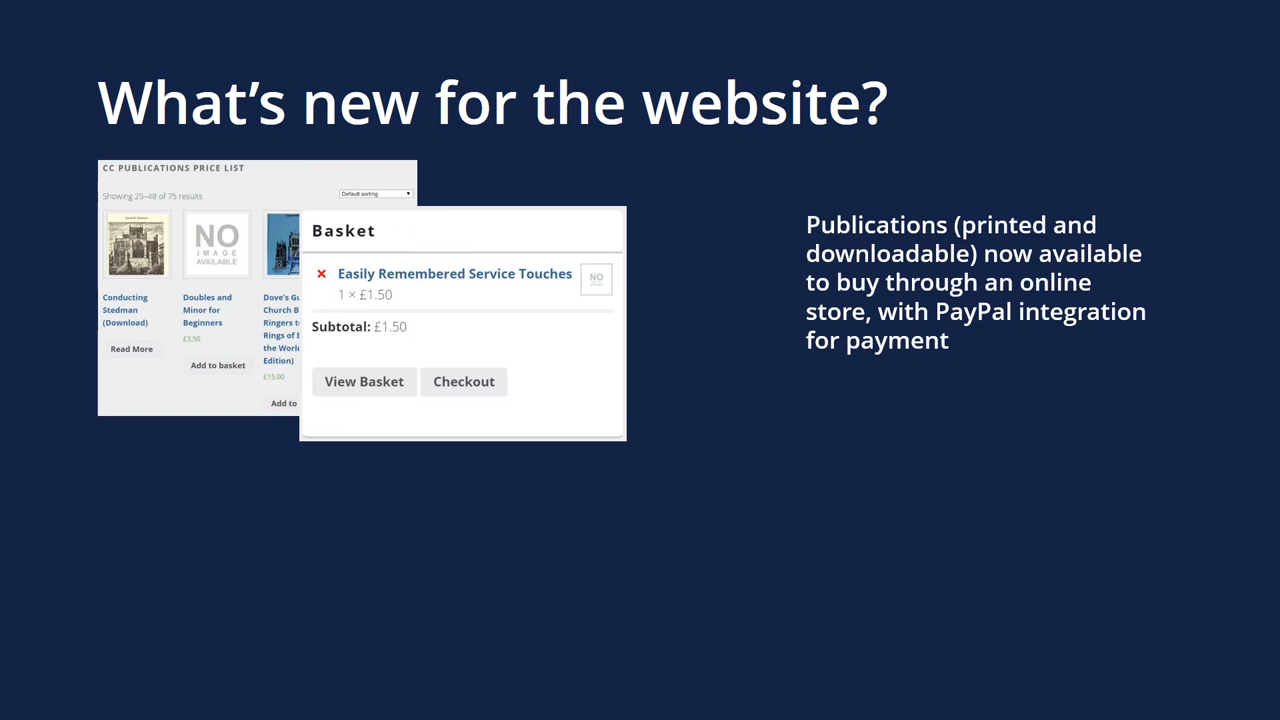 What's new for the website?
CC PUBLICATIONS PRICE LIST
Showing 25–48 of 75 results
Default sorting
NO
IMAGE
AVAILABLE
Conducting
Stedman
(Download)
Read More
Doubles and
Minor for
Beginners
£3.50
Add to basket
Dove's Gu
Church B
Ringers t
Rings of B
the Worl
Edition)
£15.00
Add to
Basket
× Easily Remembered Service Touches
1 × £1.50
NO
Subtotal: £1.50
View Basket
Checkout
Publications (printed and
downloadable) now available
to buy through an online
store, with PayPal integration
for payment